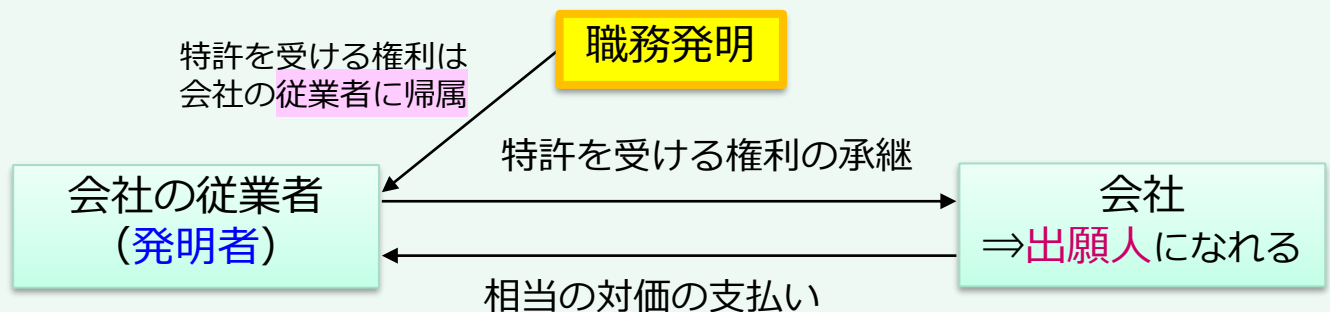 職務発明
特許を受ける権利は
会社の従業者に帰属
特許を受ける権利の承継
会社の従業者
（発明者）
会社
⇒出願人になれる
相当の対価の支払い